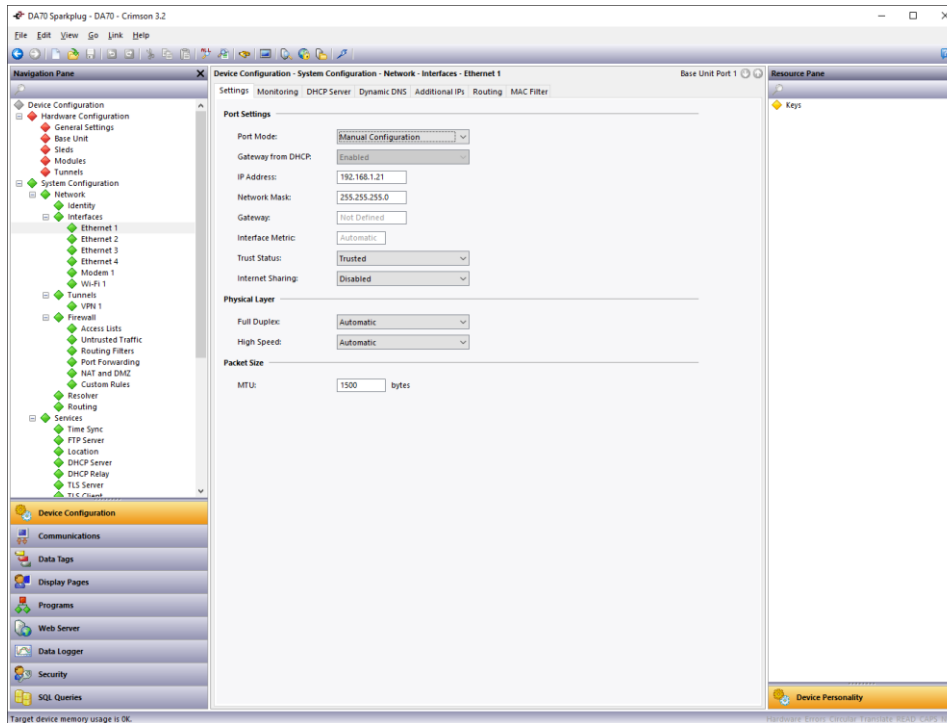 DA70 Sparkplug - DA70 - Crimson 3.2
File Edit View Go Link Help
Navigation Pane
Device Configuration
Hardware Configuration
General Settings
Base Unit
Sleds
Modules
Tunnels
System Configuration
Network
Identity
Interfaces
Ethernet 1
Ethernet 2
Ethernet 3
Ethernet 4
Modem 1
Wi-Fi 1
Tunnels
VPN 1
Firewall
Access Lists
Untrusted Traffic
Routing Filters
Port Forwarding
NAT and DMZ
Custom Rules
Resolver
Routing
Services
Time Sync
FTP Server
Location
DHCP Server
DHCP Relay
TLS Server
TLS Client
Device Configuration
Communications
Data Tags
Display Pages
Programs
Web Server
Data Logger
Security
SQL Queries
Device Configuration - System Configuration - Network - Interfaces - Ethernet 1 Base Unit Port 1
Settings Monitoring DHCP Server Dynamic DNS Additional IPs Routing MAC Filter
Port Settings
Port Mode: Manual Configuration
Gateway from DHCP: Enabled
IP Address: 192.168.1.21
Network Mask: 255.255.255.0
Gateway: Not Defined
Interface Metric: Automatic
Trust Status: Trusted
Internet Sharing: Disabled
Physical Layer
Full Duplex: Automatic
High Speed: Automatic
Packet Size
MTU: 1500 bytes
Resource Pane
Keys
Device Personality
Target device memory usage is OK.
Hardware Errors Circular Translate READ CAPS